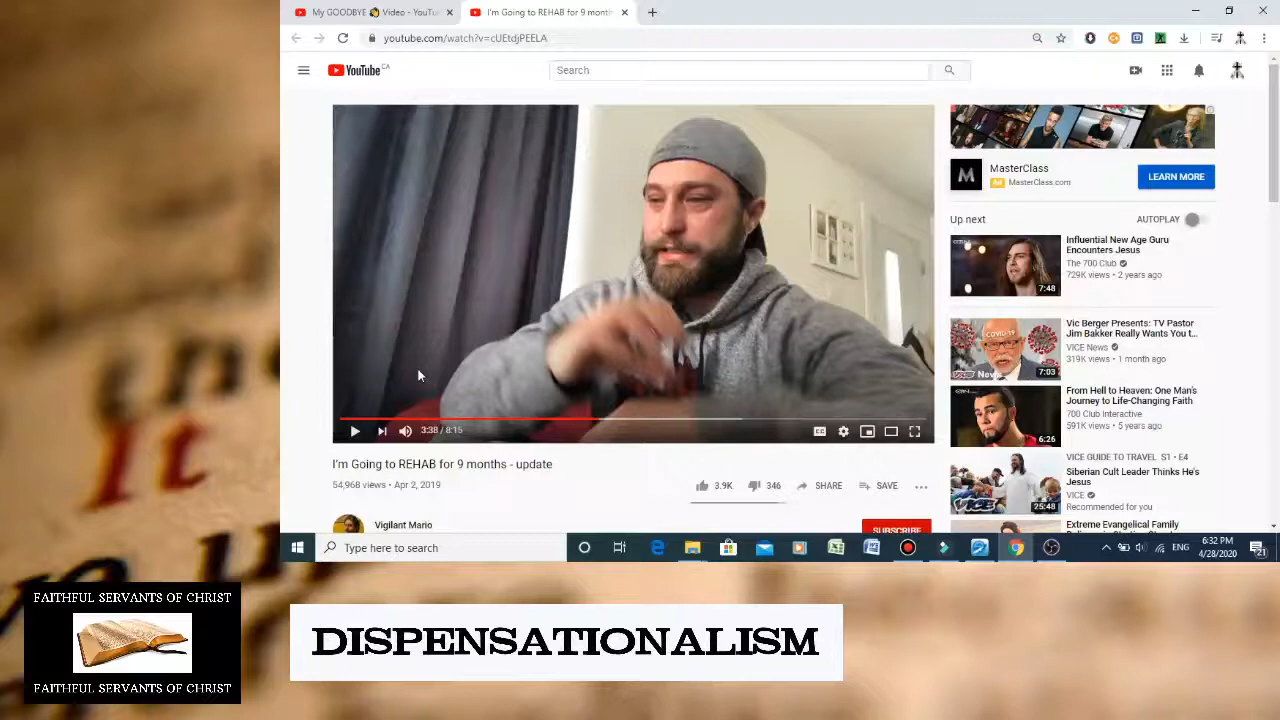 My GOODBYE 👋 Video - YouTu
I'm Going to REHAB for 9 month
youtube.com/watch?v=cUEtdjPEELA
YouTube CA
Search
MasterClass
Ad MasterClass.com
LEARN MORE
Up next
AUTOPLAY
Influential New Age Guru
Encounters Jesus
The 700 Club
729K views • 2 years ago
7:48
COVID-19
Vic Berger Presents: TV Pastor
Jim Bakker Really Wants You t...
VICE News
319K views • 1 month ago
7:03
From Hell to Heaven: One Man's
Journey to Life-Changing Faith
700 Club Interactive
591K views • 5 years ago
6:26
VICE GUIDE TO TRAVEL S1 • E4
Siberian Cult Leader Thinks He's
Jesus
VICE
Recommended for you
25:48
Extreme Evangelical Family
3:38 / 8:15
CC
I'm Going to REHAB for 9 months - update
54,968 views • Apr 2, 2019
3.9K
346
SHARE
SAVE
Vigilant Mario
SUBSCRIBE
Type here to search
ENG
6:32 PM
4/28/2020
21
It
FAITHFUL SERVANTS OF CHRIST
FAITHFUL SERVANTS OF CHRIST
DISPENSATIONALISM